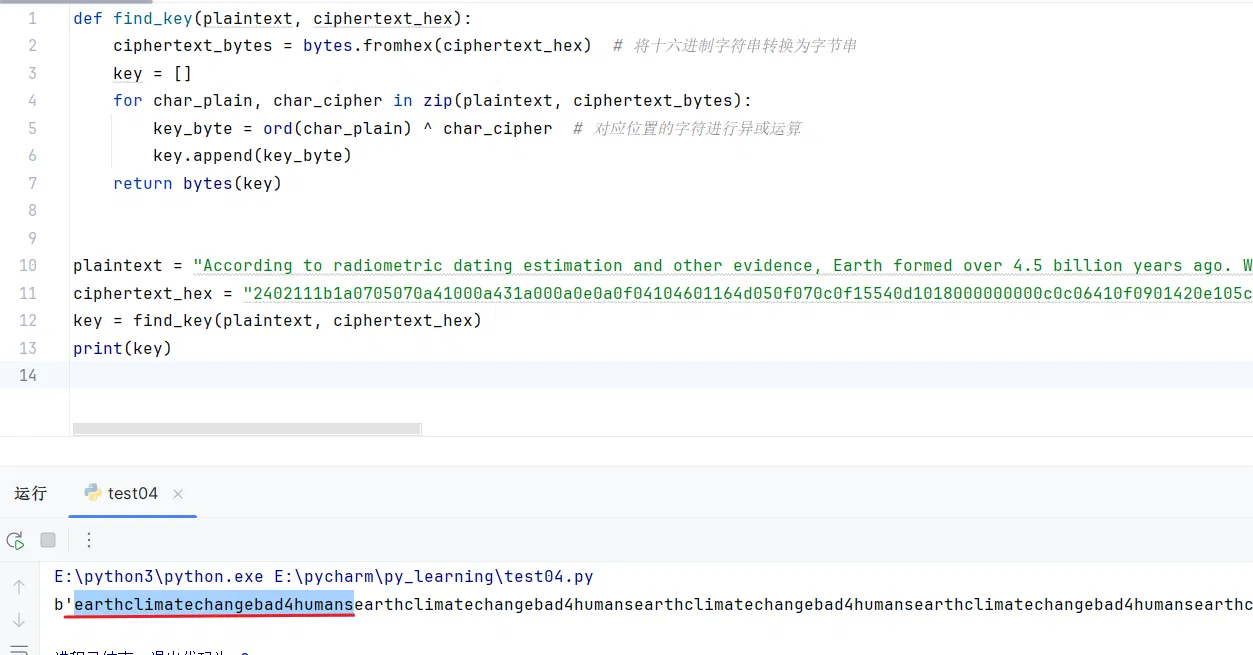 1 def find_key(plaintext, ciphertext_hex):
2 ciphertext_bytes = bytes.fromhex(ciphertext_hex) # 将十六进制字符串转换为字节串
3 key = []
4 for char_plain, char_cipher in zip(plaintext, ciphertext_bytes):
5 key_byte = ord(char_plain) ^ char_cipher # 对应位置的字符进行异或运算
6 key.append(key_byte)
7 return bytes(key)
8
9
10 plaintext = "According to radiometric dating estimation and other evidence, Earth formed over 4.5 billion years ago. W
11 ciphertext_hex = "2402111b1a0705070a41000a431a000a0e0a0f04104601164d050f070c0f15540d1018000000000c0c06410f0901420e105c
12 key = find_key(plaintext, ciphertext_hex)
13 print(key)
14
运行 test04
E:\python3\python.exe E:\pycharm\py_learning\test04.py
b'earthclimatechangebad4humansearthclimatechangebad4humansearthclimatechangebad4humansearthclimatechangebad4humansearthc